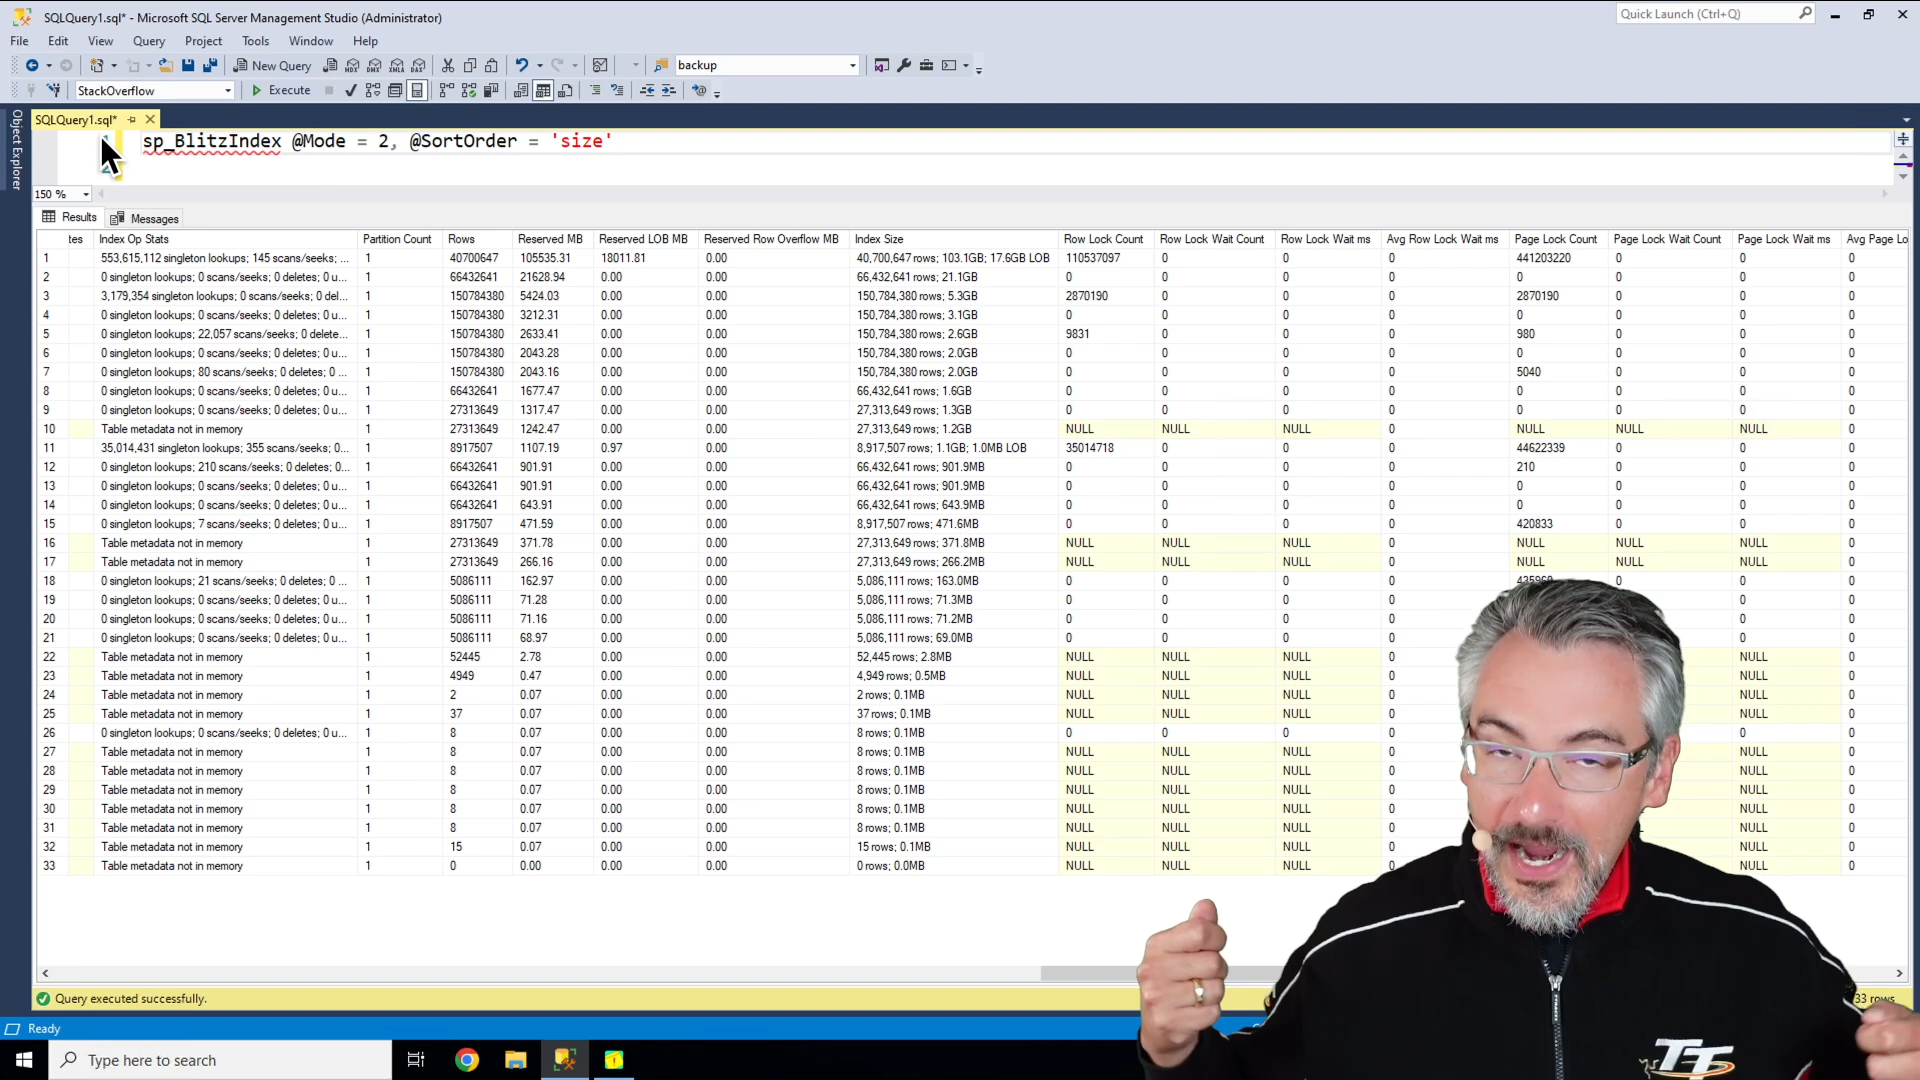 SQLQuery1.sql* - Microsoft SQL Server Management Studio (Administrator)
Quick Launch (Ctrl+Q)
File Edit View Query Project Tools Window Help
New Query backup
StackOverflow Execute
SQLQuery1.sql*
Object Explorer
sp_BlitzIndex @Mode = 2, @SortOrder = 'size'
150 %
Results Messages
tes Index Op Stats Partition Count Rows Reserved MB Reserved LOB MB Reserved Row Overflow MB Index Size Row Lock Count Row Lock Wait Count Row Lock Wait ms Avg Row Lock Wait ms Page Lock Count Page Lock Wait Count Page Lock Wait ms Avg Page Lo
1 553,615,112 singleton lookups; 145 scans/seeks; ... 1 40700647 105535.31 18011.81 0.00 40,700,647 rows; 103.1GB; 17.6GB LOB 110537097 0 0 0 441203220 0 0 0
2 0 singleton lookups; 0 scans/seeks; 0 deletes; 0 u... 1 66432641 21628.94 0.00 0.00 66,432,641 rows; 21.1GB 0 0 0 0 0 0 0 0
3 3,179,354 singleton lookups; 0 scans/seeks; 0 del... 1 150784380 5424.03 0.00 0.00 150,784,380 rows; 5.3GB 2870190 0 0 0 2870190 0 0 0
4 0 singleton lookups; 0 scans/seeks; 0 deletes; 0 u... 1 150784380 3212.31 0.00 0.00 150,784,380 rows; 3.1GB 0 0 0 0 0 0 0 0
5 0 singleton lookups; 22,057 scans/seeks; 0 delete... 1 150784380 2633.41 0.00 0.00 150,784,380 rows; 2.6GB 9831 0 0 0 980 0 0 0
6 0 singleton lookups; 0 scans/seeks; 0 deletes; 0 u... 1 150784380 2043.28 0.00 0.00 150,784,380 rows; 2.0GB 0 0 0 0 0 0 0 0
7 0 singleton lookups; 80 scans/seeks; 0 deletes; 0 ... 1 150784380 2043.16 0.00 0.00 150,784,380 rows; 2.0GB 0 0 0 0 5040 0 0 0
8 0 singleton lookups; 0 scans/seeks; 0 deletes; 0 u... 1 66432641 1677.47 0.00 0.00 66,432,641 rows; 1.6GB 0 0 0 0 0 0 0 0
9 0 singleton lookups; 0 scans/seeks; 0 deletes; 0 u... 1 27313649 1317.47 0.00 0.00 27,313,649 rows; 1.3GB 0 0 0 0 0 0 0 0
10 Table metadata not in memory 1 27313649 1242.47 0.00 0.00 27,313,649 rows; 1.2GB NULL NULL NULL 0 NULL NULL NULL 0
11 35,014,431 singleton lookups; 355 scans/seeks; 0... 1 8917507 1107.19 0.97 0.00 8,917,507 rows; 1.1GB; 1.0MB LOB 35014718 0 0 0 44622339 0 0 0
12 0 singleton lookups; 210 scans/seeks; 0 deletes; 0... 1 66432641 901.91 0.00 0.00 66,432,641 rows; 901.9MB 0 0 0 0 210 0 0 0
13 0 singleton lookups; 0 scans/seeks; 0 deletes; 0 u... 1 66432641 901.91 0.00 0.00 66,432,641 rows; 901.9MB 0 0 0 0 0 0 0 0
14 0 singleton lookups; 0 scans/seeks; 0 deletes; 0 u... 1 66432641 643.91 0.00 0.00 66,432,641 rows; 643.9MB 0 0 0 0 0 0 0 0
15 0 singleton lookups; 7 scans/seeks; 0 deletes; 0 u... 1 8917507 471.59 0.00 0.00 8,917,507 rows; 471.6MB 0 0 0 0 420833 0 0 0
16 Table metadata not in memory 1 27313649 371.78 0.00 0.00 27,313,649 rows; 371.8MB NULL NULL NULL 0 NULL NULL NULL 0
17 Table metadata not in memory 1 27313649 266.16 0.00 0.00 27,313,649 rows; 266.2MB NULL NULL NULL 0 NULL NULL NULL 0
18 0 singleton lookups; 21 scans/seeks; 0 deletes; 0 ... 1 5086111 162.97 0.00 0.00 5,086,111 rows; 163.0MB 0 0 0 0 0 0 0
19 0 singleton lookups; 0 scans/seeks; 0 deletes; 0 u... 1 5086111 71.28 0.00 0.00 5,086,111 rows; 71.3MB 0 0 0 0 0 0
20 0 singleton lookups; 0 scans/seeks; 0 deletes; 0 u... 1 5086111 71.16 0.00 0.00 5,086,111 rows; 71.2MB 0 0 0 0 0 0
21 0 singleton lookups; 0 scans/seeks; 0 deletes; 0 u... 1 5086111 68.97 0.00 0.00 5,086,111 rows; 69.0MB 0 0 0 0 0 0
22 Table metadata not in memory 1 52445 2.78 0.00 0.00 52,445 rows; 2.8MB NULL NULL NULL 0 NULL 0
23 Table metadata not in memory 1 4949 0.47 0.00 0.00 4,949 rows; 0.5MB NULL NULL NULL 0 NULL 0
24 Table metadata not in memory 1 2 0.07 0.00 0.00 2 rows; 0.1MB NULL NULL NULL 0 NULL 0
25 Table metadata not in memory 1 37 0.07 0.00 0.00 37 rows; 0.1MB NULL NULL NULL 0 NULL 0
26 0 singleton lookups; 0 scans/seeks; 0 deletes; 0 u... 1 8 0.07 0.00 0.00 8 rows; 0.1MB 0 0 0 0 0 0
27 Table metadata not in memory 1 8 0.07 0.00 0.00 8 rows; 0.1MB NULL NULL NULL 0 NULL 0
28 Table metadata not in memory 1 8 0.07 0.00 0.00 8 rows; 0.1MB NULL NULL NULL 0 NULL 0
29 Table metadata not in memory 1 8 0.07 0.00 0.00 8 rows; 0.1MB NULL NULL NULL 0 NULL 0
30 Table metadata not in memory 1 8 0.07 0.00 0.00 8 rows; 0.1MB NULL NULL NULL 0 NULL 0
31 Table metadata not in memory 1 8 0.07 0.00 0.00 8 rows; 0.1MB NULL NULL NULL 0 NULL 0
32 Table metadata not in memory 1 15 0.07 0.00 0.00 15 rows; 0.1MB NULL NULL NULL 0 NULL 0
33 Table metadata not in memory 1 0 0.00 0.00 0.00 0 rows; 0.0MB NULL NULL NULL 0 NULL 0
Query executed successfully. 33 rows
Ready
Type here to search
TT